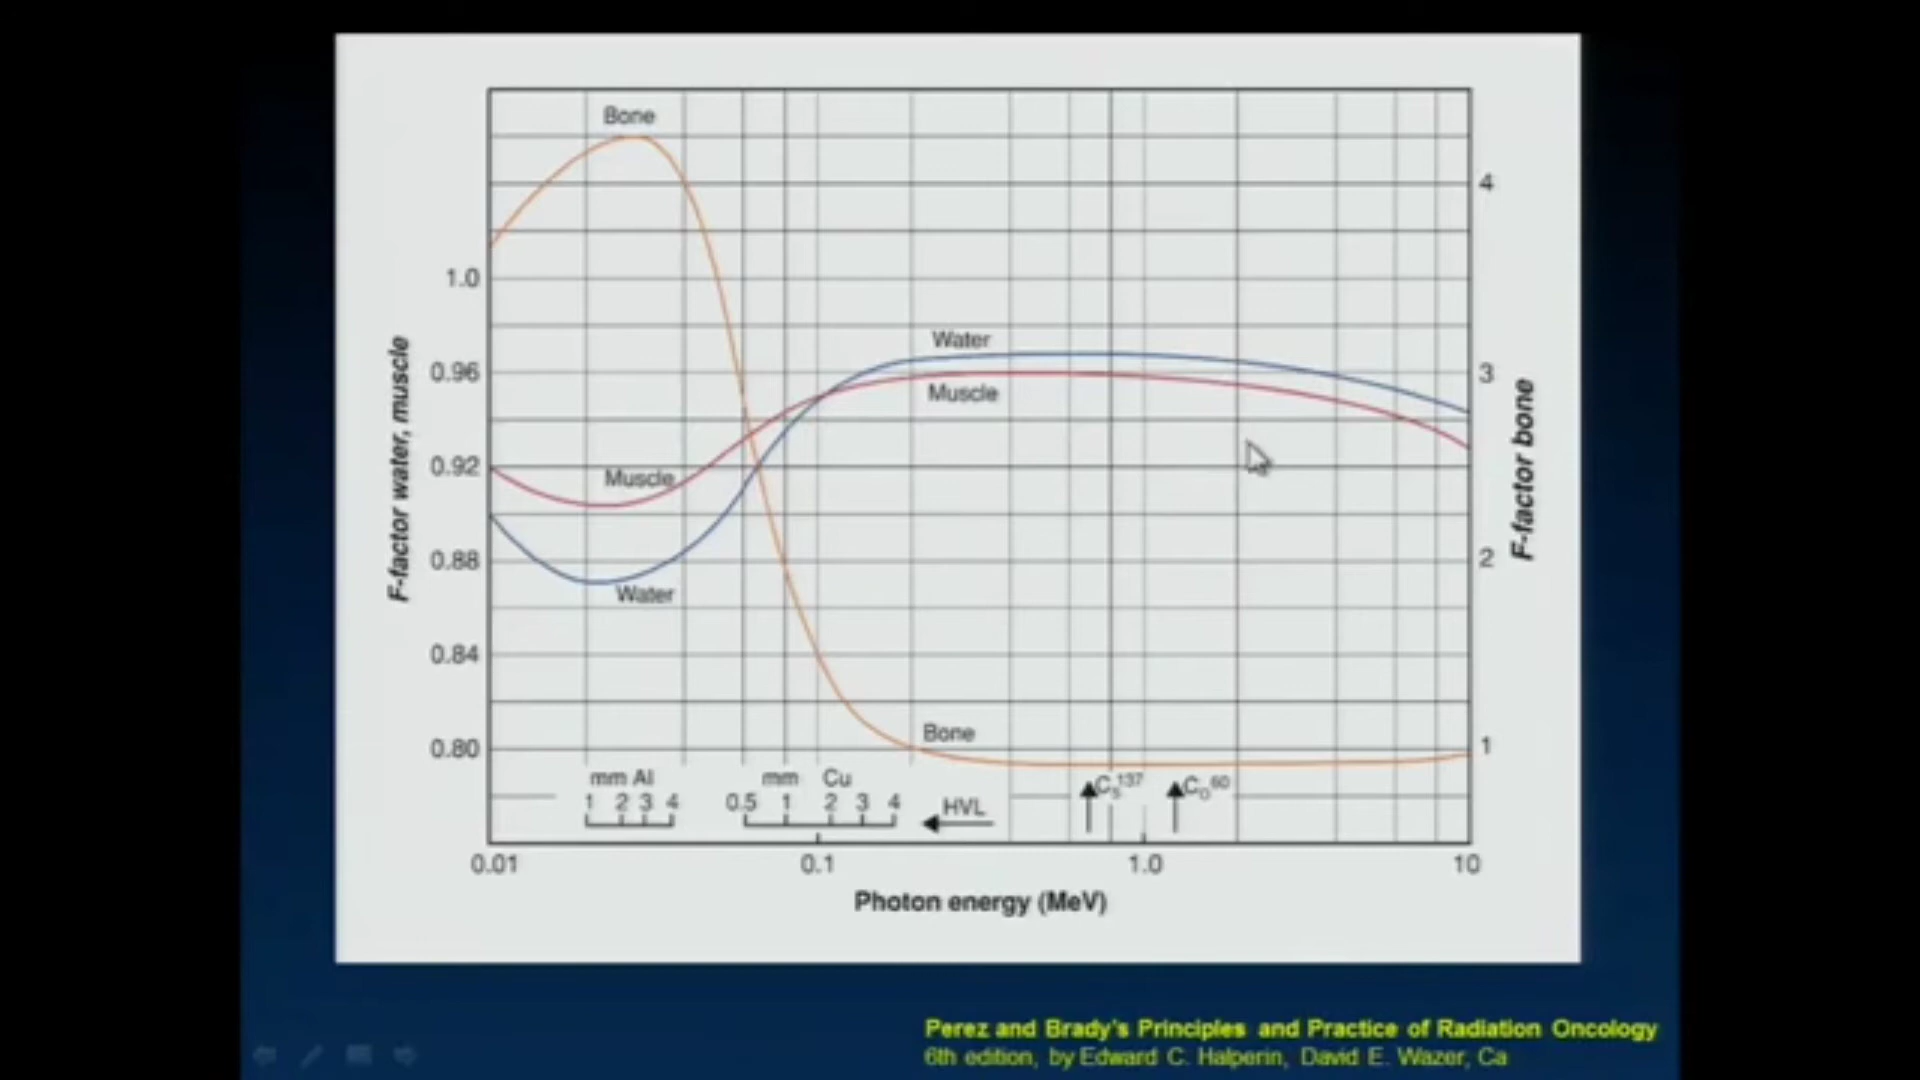 Bone
4
1.0
Water
0.96
3
Muscle
F-factor water, muscle
F-factor bone
0.92
Muscle
0.88
2
Water
0.84
Bone
0.80
1
mm Al
mm Cu
Cs137
Co60
1 2 3 4
0.5 1 2 3 4
HVL
0.01 0.1 1.0 10
Photon energy (MeV)
Perez and Brady's Principles and Practice of Radiation Oncology
6th edition, by Edward C. Halperin, David E. Wazer, Ca